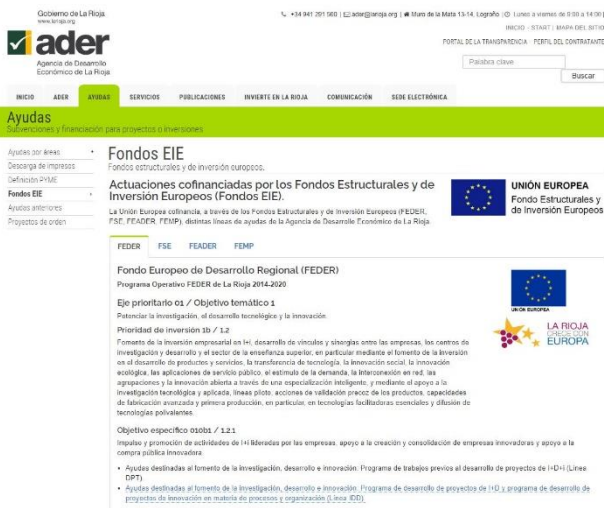 Gobierno de La Rioja
www.larioja.org
+34 941 291 500 | ader@larioja.org | Muro de la Mata 13-14, Logroño | Lunes a viernes de 9:00 a 14:00
INICIO - START | MAPA DEL SITIO
PORTAL DE LA TRANSPARENCIA - PERFIL DEL CONTRATANTE
ader
Agencia de Desarrollo
Económico de La Rioja
Palabra clave
Buscar
INICIO ADER AYUDAS SERVICIOS PUBLICACIONES INVIERTE EN LA RIOJA COMUNICACIÓN SEDE ELECTRÓNICA
Ayudas
Subvenciones y financiación para proyectos o inversiones
Ayudas por áreas
Descarga de impresos
Definición PYME
Fondos EIE
Ayudas anteriores
Proyectos de orden
Fondos EIE
Fondos estructurales y de inversión europeos.
Actuaciones cofinanciadas por los Fondos Estructurales y de
Inversión Europeos (Fondos EIE).
La Unión Europea cofinancia, a través de los Fondos Estructurales y de Inversión Europeos (FEDER,
FSE, FEADER, FEMP), distintas líneas de ayudas de la Agencia de Desarrollo Económico de La Rioja.
UNIÓN EUROPEA
Fondo Estructurales y
de Inversión Europeos
FEDER FSE FEADER FEMP
Fondo Europeo de Desarrollo Regional (FEDER)
Programa Operativo FEDER de La Rioja 2014-2020
Eje prioritario 01 / Objetivo temático 1
Potenciar la investigación, el desarrollo tecnológico y la innovación
Prioridad de inversión 1b / 1.2
Fomento de la inversión empresarial en I+i, desarrollo de vínculos y sinergias entre las empresas, los centros de
investigación y desarrollo y el sector de la enseñanza superior, en particular mediante el fomento de la inversión
en el desarrollo de productos y servicios, la transferencia de tecnología, la innovación social, la innovación
ecológica, las aplicaciones de servicio público, el estímulo de la demanda, la interconexión en red, las
agrupaciones y la innovación abierta a través de una especialización inteligente, y mediante el apoyo a la
investigación tecnológica y aplicada, líneas piloto, acciones de validación precoz de los productos, capacidades
de fabricación avanzada y primera producción, en particular, en tecnologías facilitadoras esenciales y difusión de
tecnologías polivalentes.
UNIÓN EUROPEA
LA RIOJA
CRECE CON
EUROPA
Objetivo específico 010b1 / 1.2.1
Impulso y promoción de actividades de I+i lideradas por las empresas, apoyo a la creación y consolidación de empresas innovadoras y apoyo a la
compra pública innovadora.
• Ayudas destinadas al fomento de la investigación, desarrollo e innovación: Programa de trabajos previos al desarrollo de proyectos de I+D+i (Línea
DPT).
• Ayudas destinadas al fomento de la investigación, desarrollo e innovación: Programa de desarrollo de proyectos de I+D y programa de desarrollo de
proyectos de innovación en materia de procesos y organización (Línea IDD).